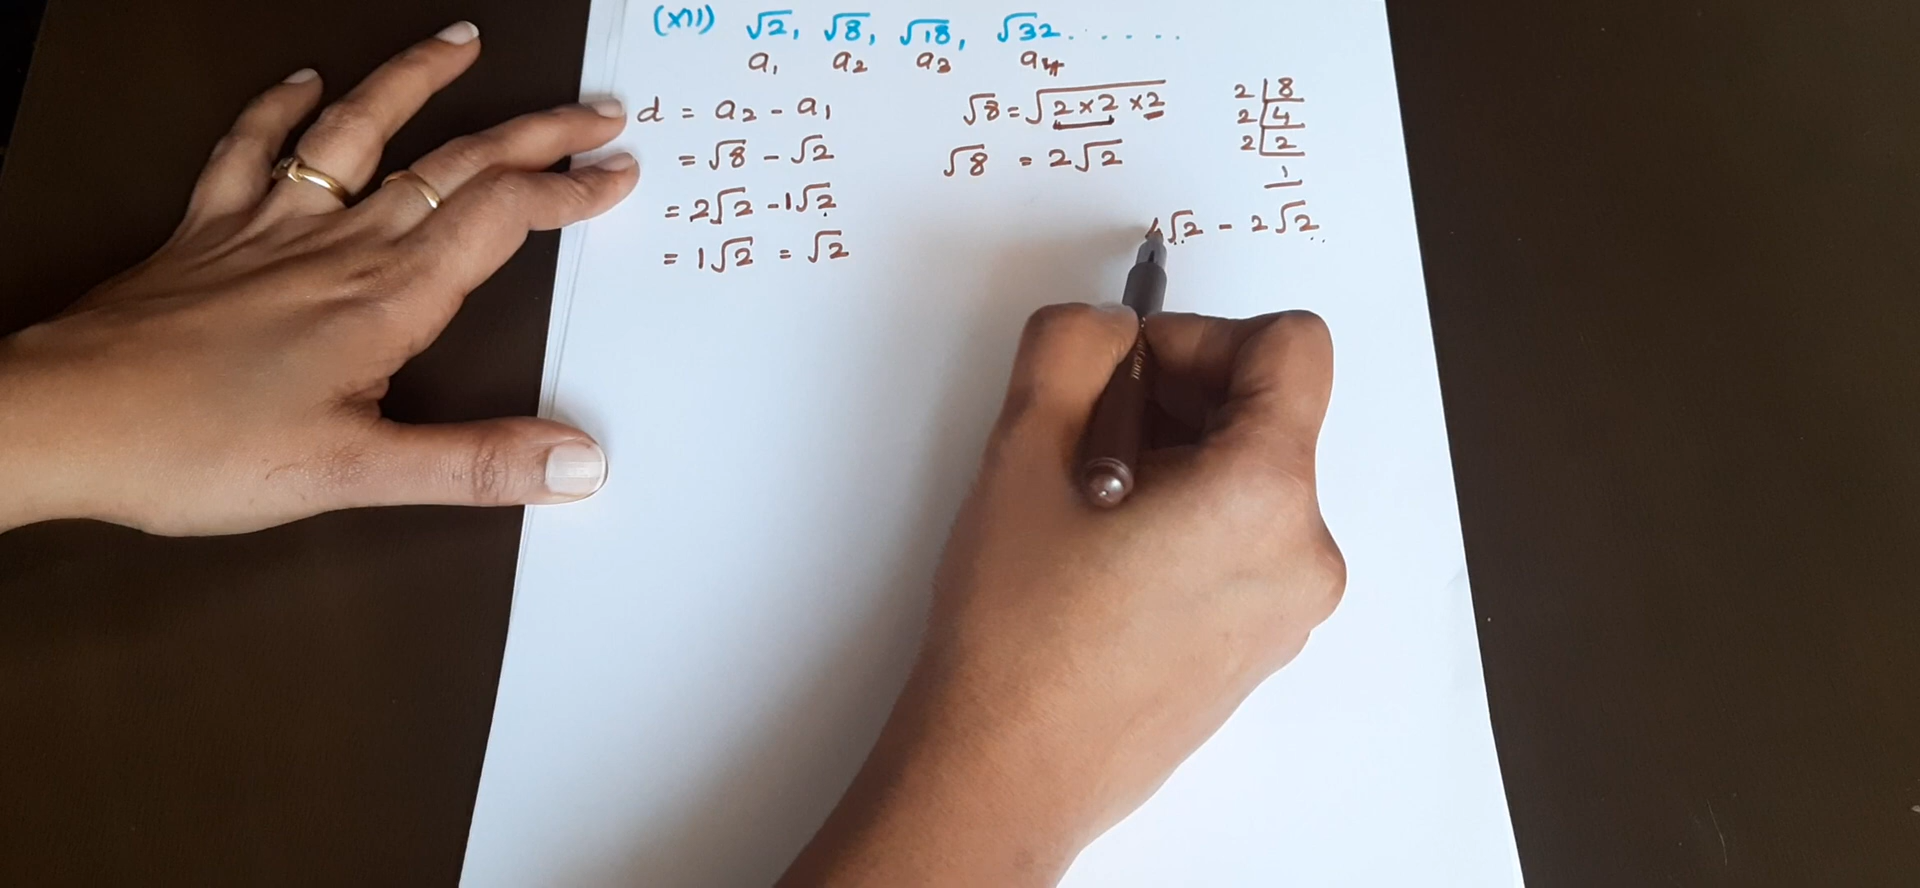 (xii) √2, √8, √18, √32......
a₁ a₂ a₃ a₄
d = a₂ - a₁
= √8 - √2
= 2√2 - 1√2
= 1√2 = √2
√8 = √2×2×2
√8 = 2√2
2 | 8
2 | 4
2 | 2
1
4√2 - 2√2